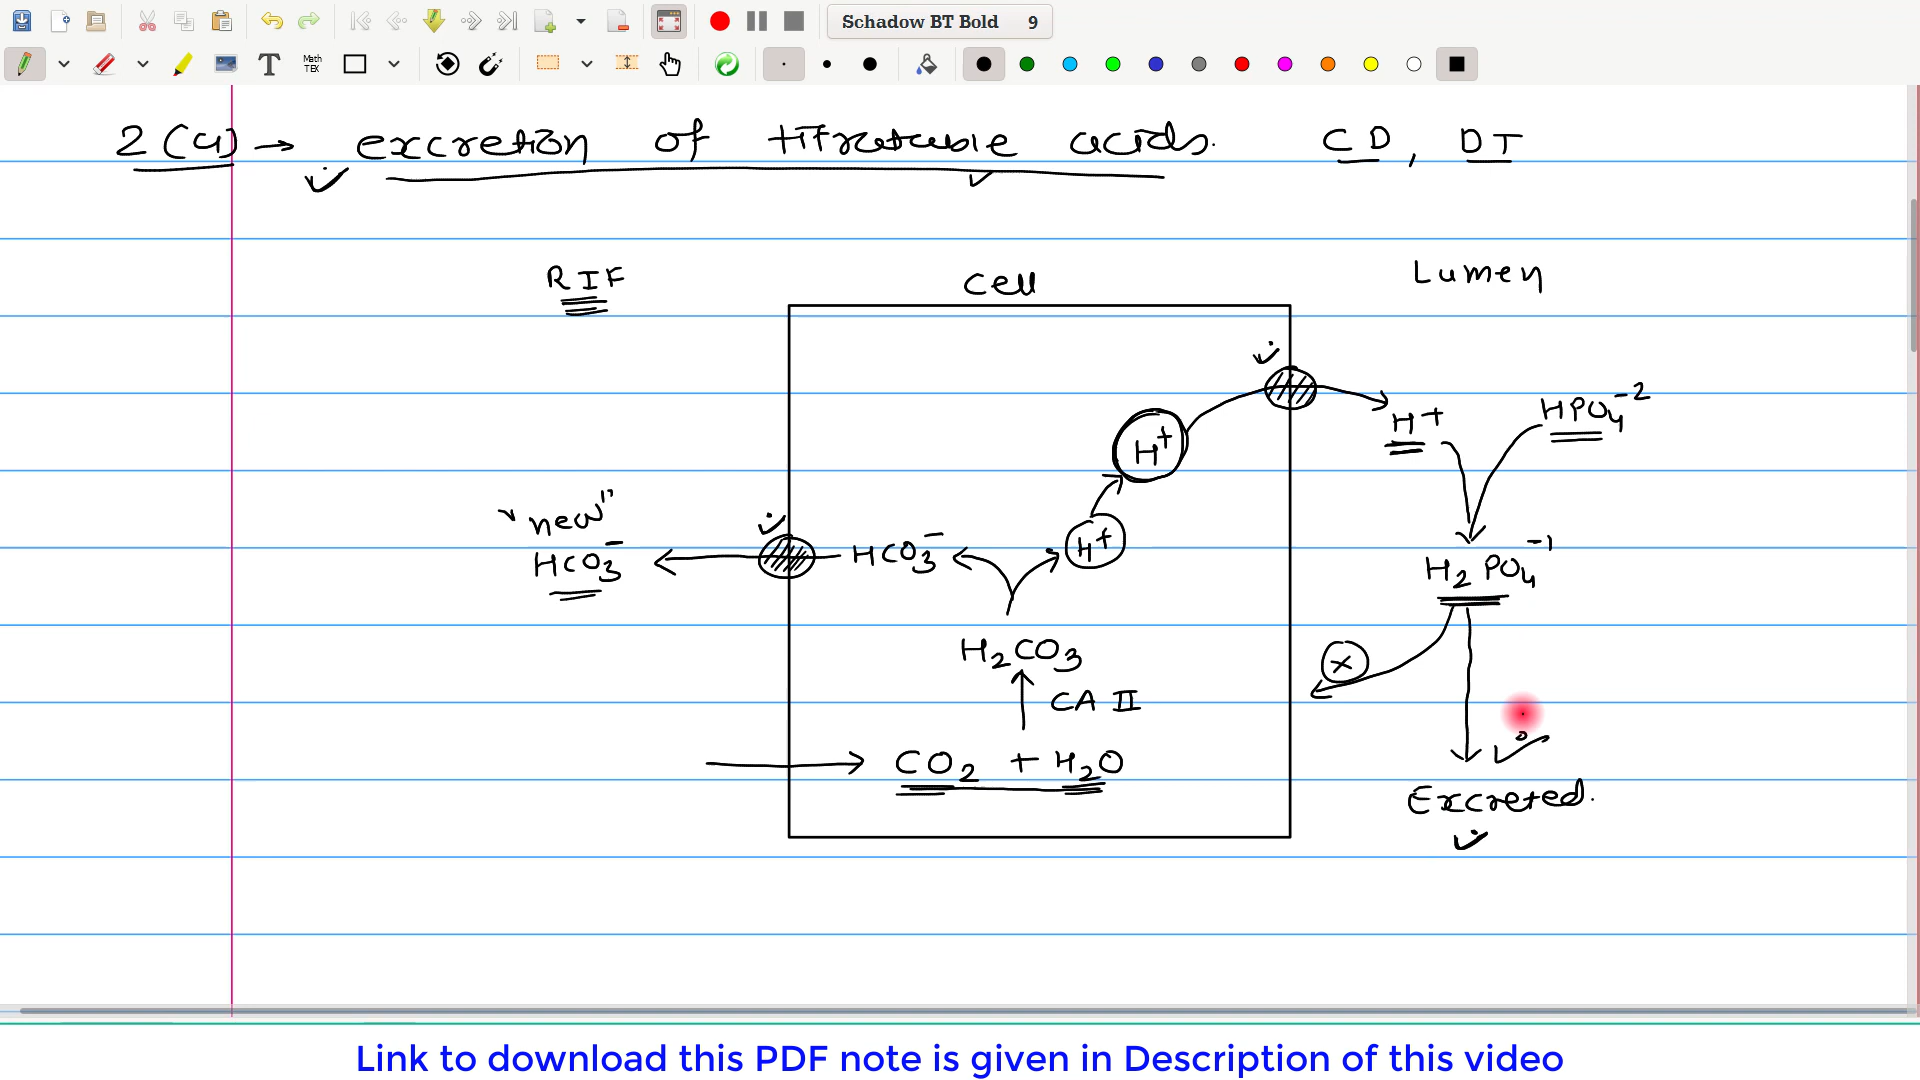 Schadow BT Bold 9
Math
TEX
T
2 (a) → excretion of titratable acids. CD, DT
RIF
Cell
Lumen
H+
HPO4-2
H+
"new"
HCO3-
HCO3-
H+
H2PO4-1
H2CO3
X
CA II
CO2 + H2O
Excreted.
Link to download this PDF note is given in Description of this video